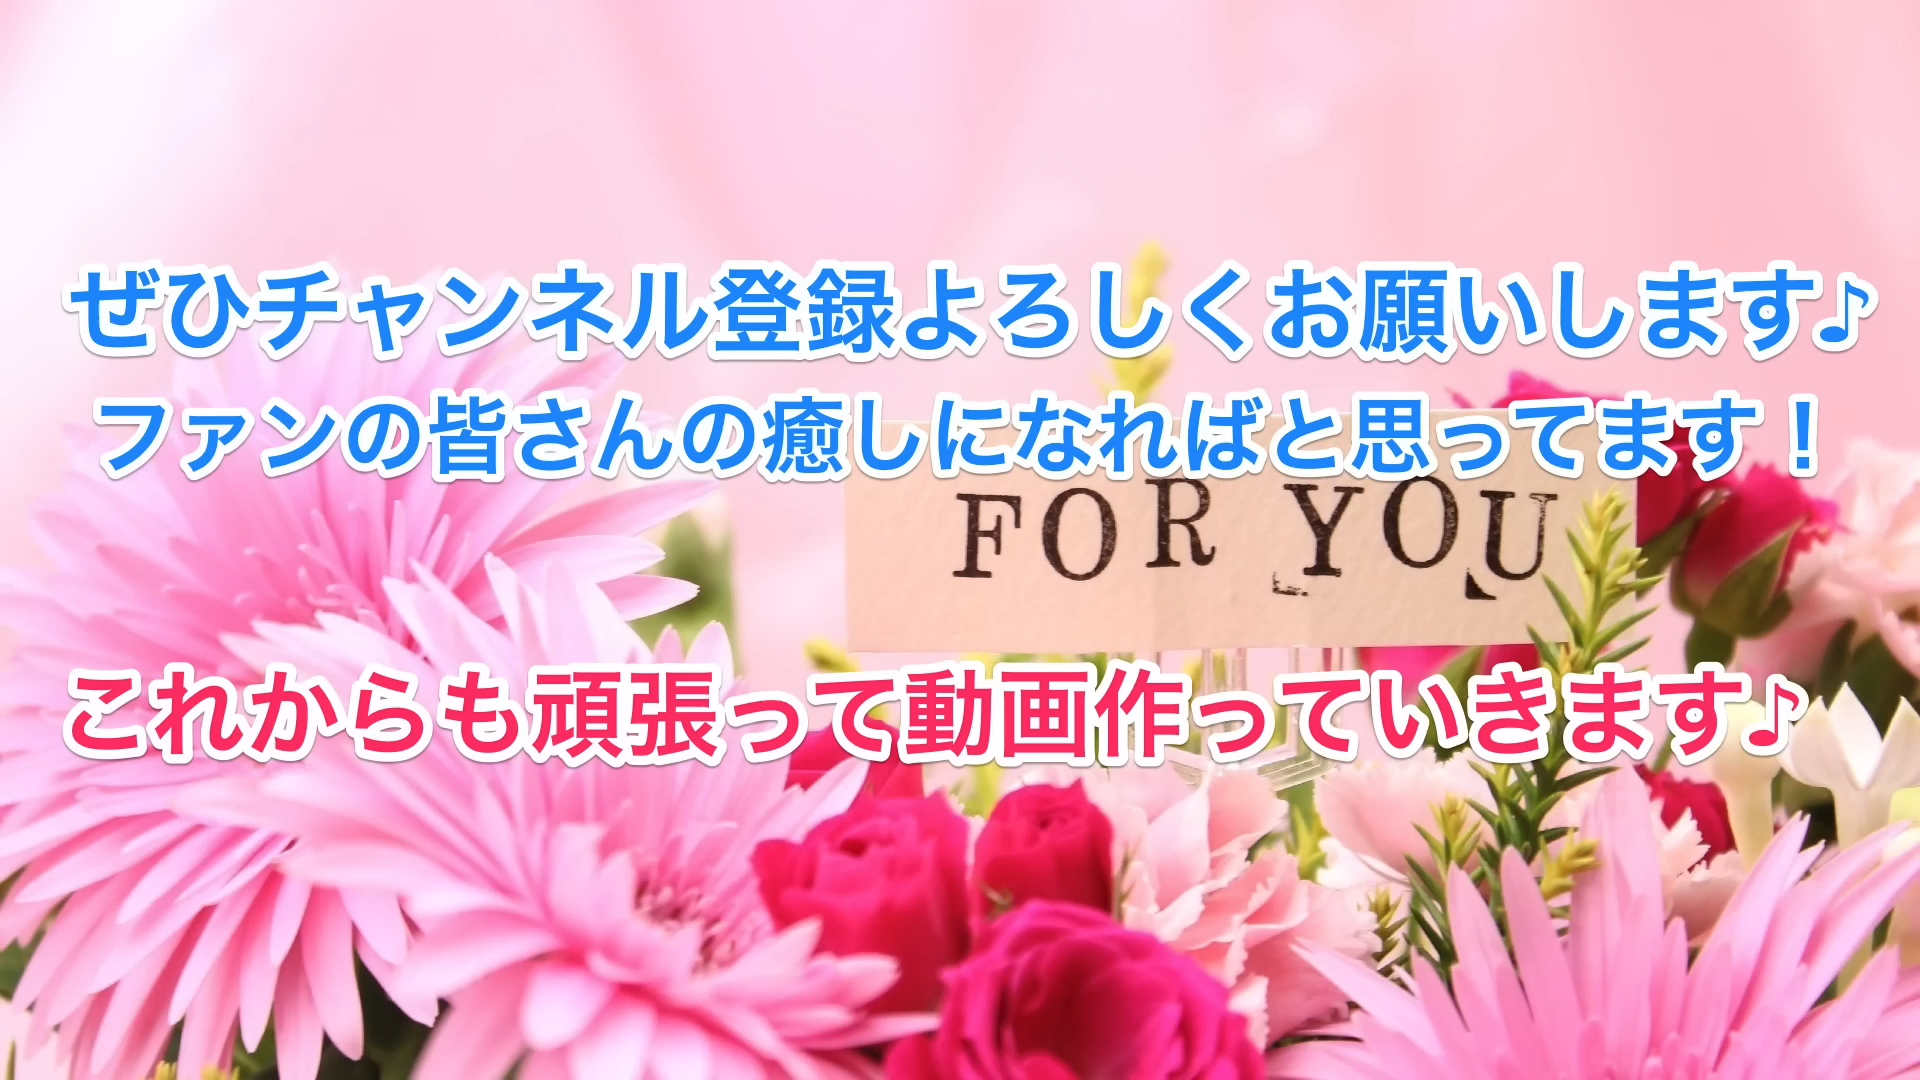 ぜひチャンネル登録よろしくお願いします♪
ファンの皆さんの癒しになればと思ってます！
FOR YOU
これからも頑張って動画作っていきます♪